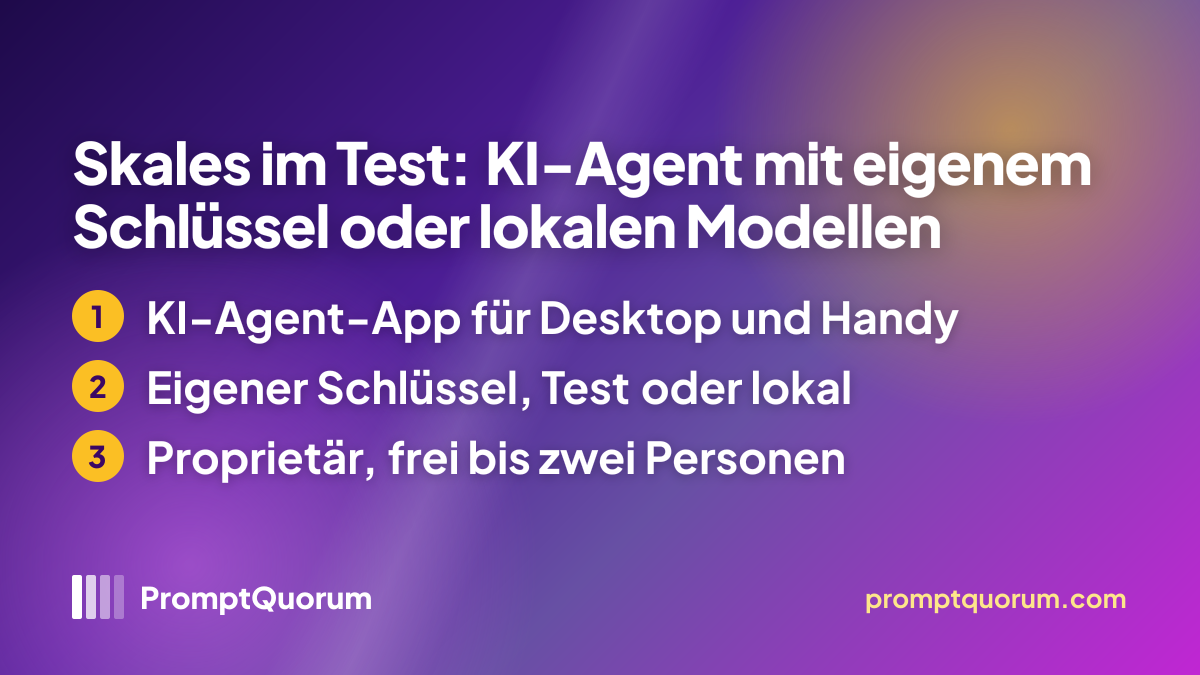 Skales im Test: KI-Agent mit eigenem
Schlüssel oder lokalen Modellen
1 KI-Agent-App für Desktop und Handy
2 Eigener Schlüssel, Test oder lokal
3 Proprietär, frei bis zwei Personen
PromptQuorum
promptquorum.com